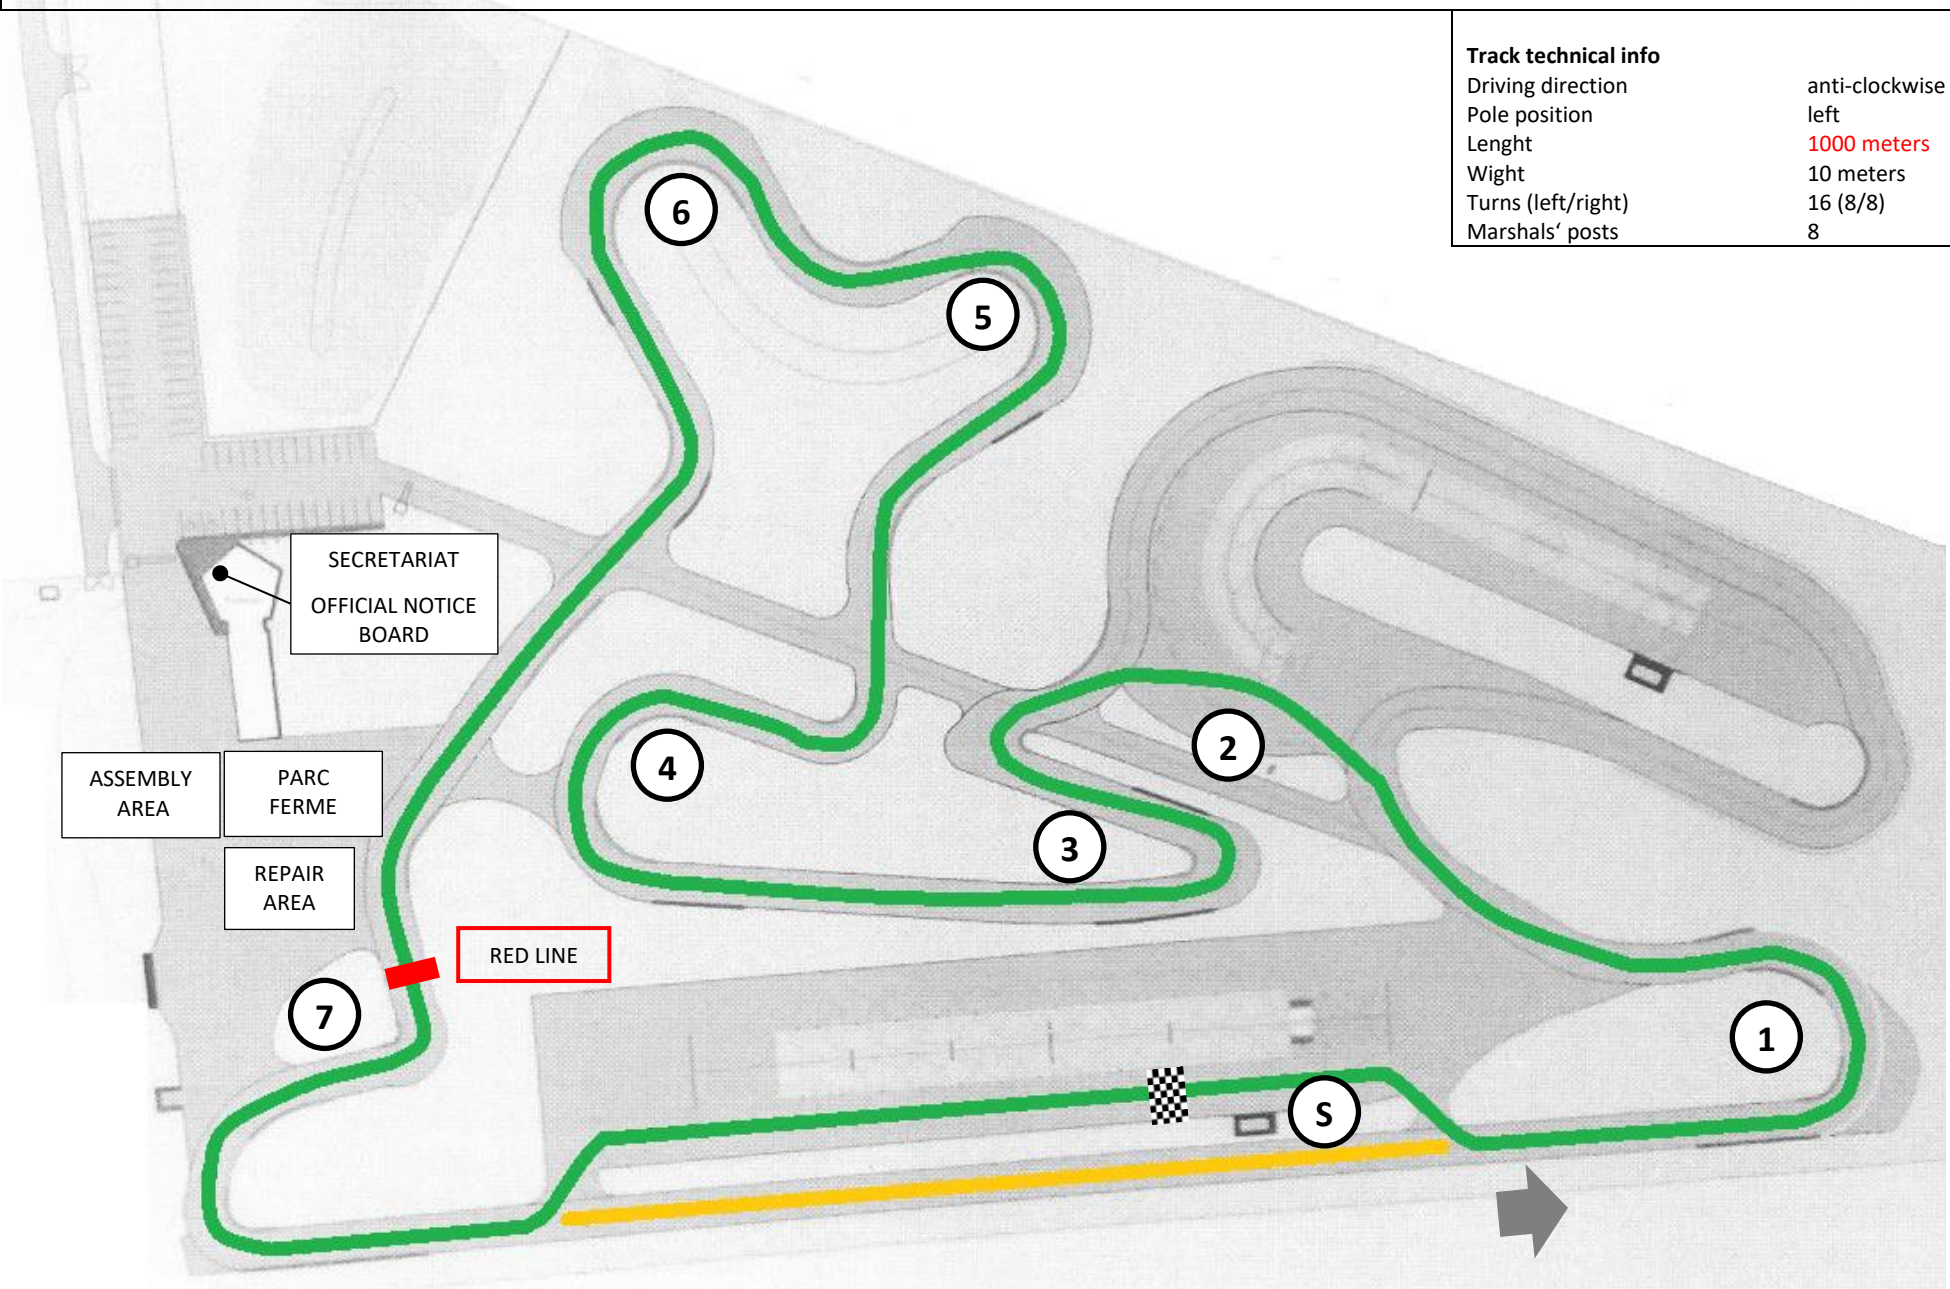 Track technical info
Driving direction anti-clockwise
Pole position left
Lenght 1000 meters
Wight 10 meters
Turns (left/right) 16 (8/8)
Marshals‘ posts 8
6
5
SECRETARIAT
OFFICIAL NOTICE
BOARD
2
4
ASSEMBLY
AREA
PARC
FERME
3
REPAIR
AREA
RED LINE
7
1
S